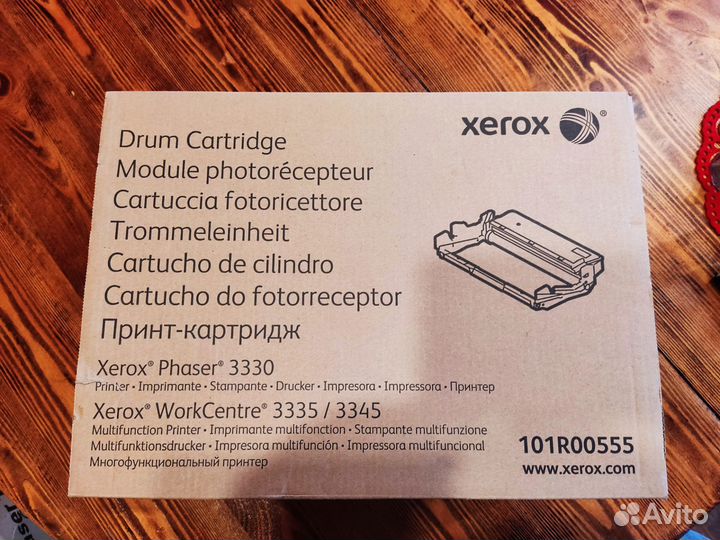 xerox ®
Drum Cartridge
Module photorécepteur
Cartuccia fotoricettore
Trommeleinheit
Cartucho de cilindro
Cartucho do fotorreceptor
Принт-картридж
Xerox® Phaser® 3330
Printer · Imprimante · Stampante · Drucker · Impresora · Impressora · Принтер
Xerox® WorkCentre® 3335 / 3345
Multifunction Printer · Imprimante multifonction · Stampante multifunzione
Multifunktionsdrucker · Impresora multifunción · Impressora multifuncional
Многофункциональный принтер
101R00555
www.xerox.com
Avito